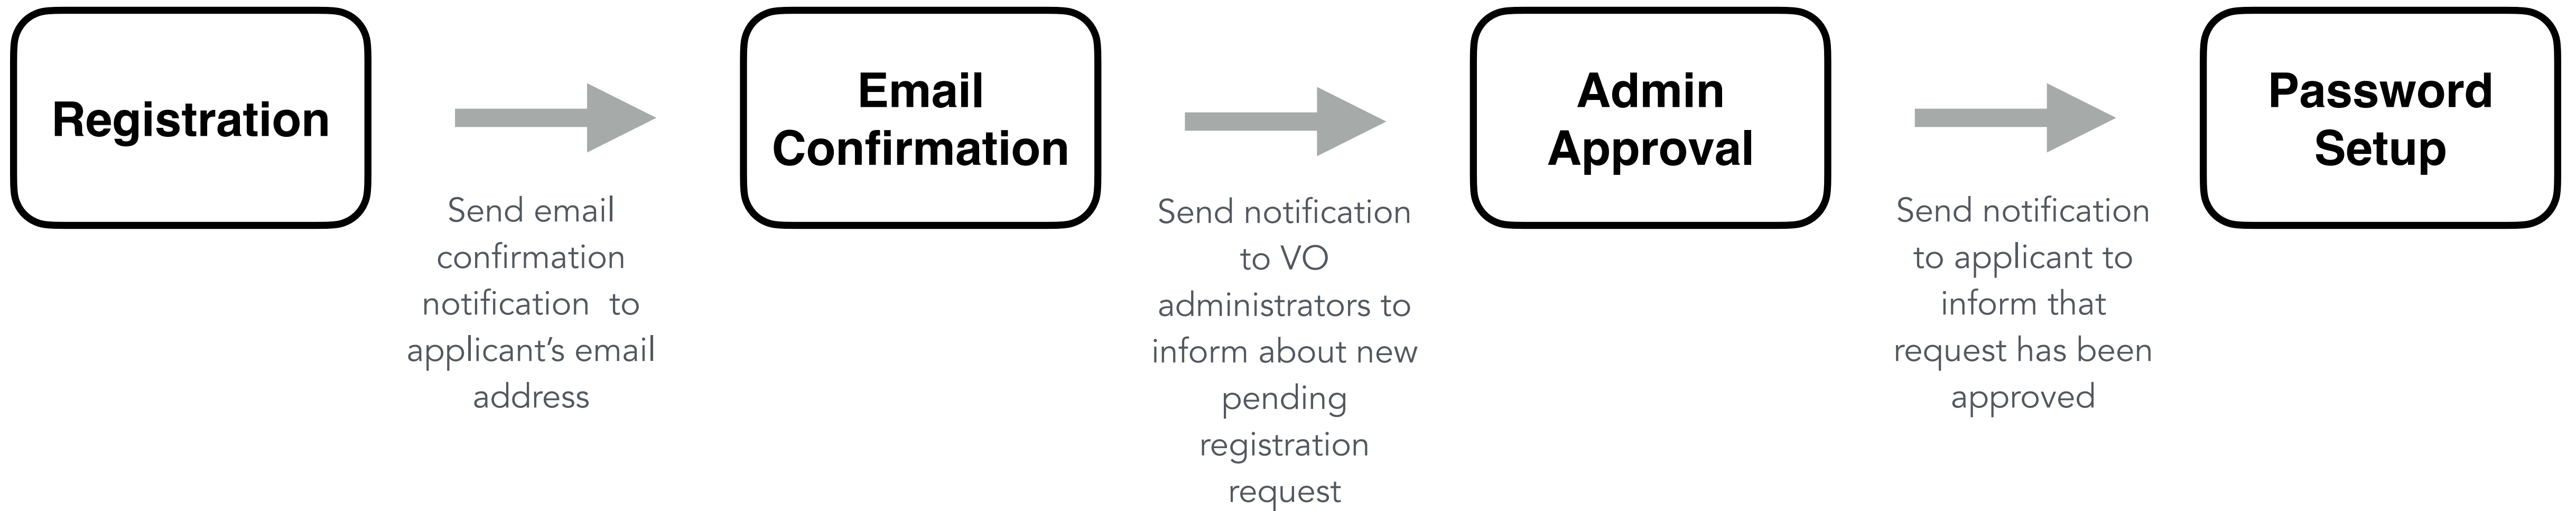 Registration
Send email
confirmation
notification  to
applicant’s email
address
Email
Confirmation
Send notification
to VO
administrators to
inform about new
pending
registration
request
Admin
Approval
Send notification
to applicant to
inform that
request has been
approved
Password
Setup